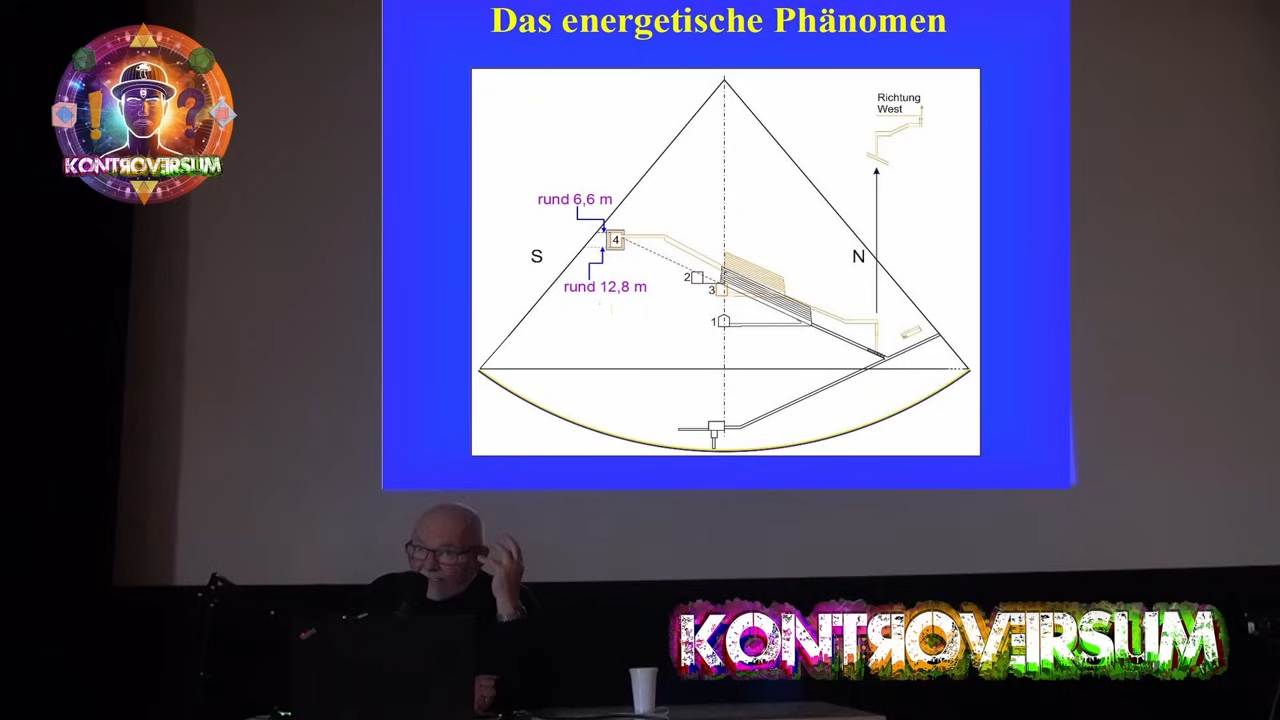 Das energetische Phänomen
! ?
KONTROVERSUM
Richtung
West
rund 6,6 m
4
S
N
2
rund 12,8 m
3
1
KONTROVERSUM